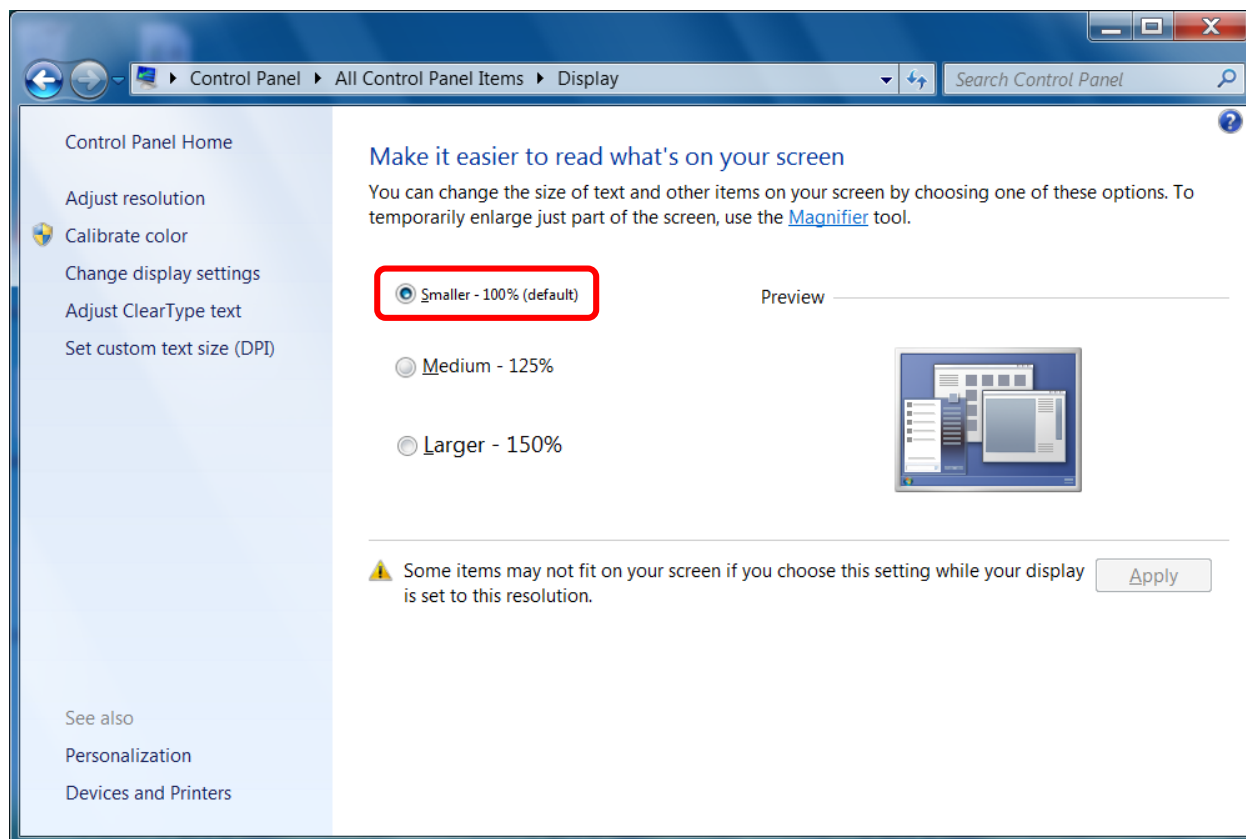 Control Panel All Control Panel Items Display
Search Control Panel
Control Panel Home
Adjust resolution
Calibrate color
Change display settings
Adjust ClearType text
Set custom text size (DPI)
See also
Personalization
Devices and Printers
Make it easier to read what's on your screen
You can change the size of text and other items on your screen by choosing one of these options. To
temporarily enlarge just part of the screen, use the Magnifier tool.
Smaller - 100% (default)
Medium - 125%
Larger - 150%
Preview
Some items may not fit on your screen if you choose this setting while your display
is set to this resolution.
Apply